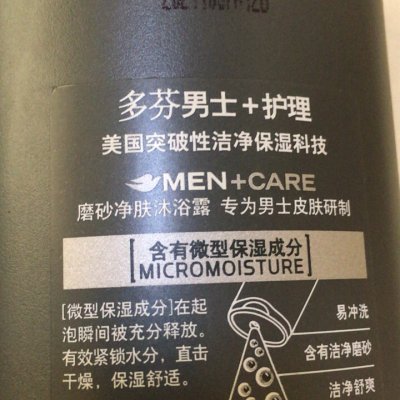 多芬男士+护理
美国突破性洁净保湿科技
MEN+CARE
磨砂净肤沐浴露 专为男士皮肤研制
含有微型保湿成分
MICROMOISTURE
[微型保湿成分]在起
泡瞬间被充分释放。
有效紧锁水分，直击
干燥，保湿舒适。
易冲洗
含有洁净磨砂
洁净舒爽